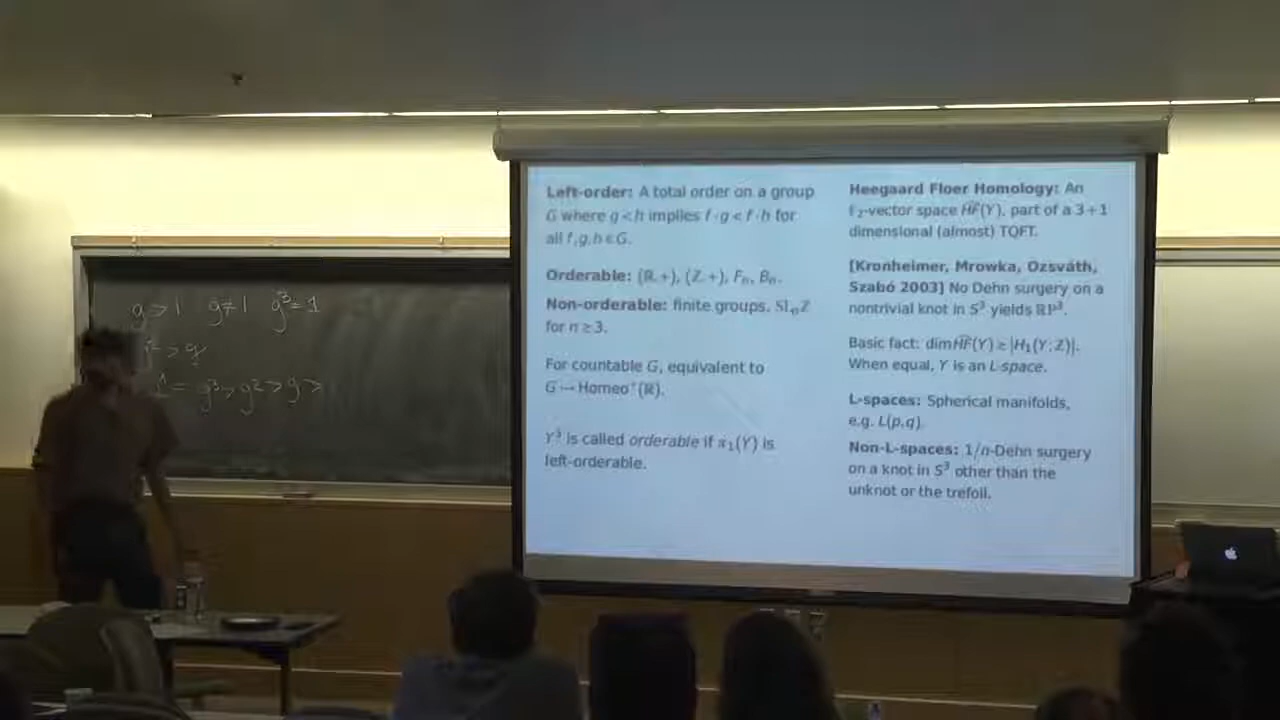 g > 1 g ≠ 1 g³ = 1
² > g
1 = g³ > g² > g >
Left-order: A total order on a group
G where g < h implies f · g < f · h for
all f, g, h ∈ G.
Orderable: (ℝ, +), (ℤ, +), Fₙ, Bₙ.
Non-orderable: finite groups, SLₙℤ
for n ≥ 3.
For countable G, equivalent to
G ↪ Homeo⁺(ℝ).
Y³ is called orderable if π₁(Y) is
left-orderable.
Heegaard Floer Homology: An
𝔽₂-vector space ĤF(Y), part of a 3 + 1
dimensional (almost) TQFT.
[Kronheimer, Mrowka, Ozsváth,
Szabó 2003] No Dehn surgery on a
nontrivial knot in S³ yields ℝP³.
Basic fact: dim ĤF(Y) ≥ |H₁(Y; ℤ)|.
When equal, Y is an L-space.
L-spaces: Spherical manifolds,
e.g. L(p, q).
Non-L-spaces: 1/n-Dehn surgery
on a knot in S³ other than the
unknot or the trefoil.